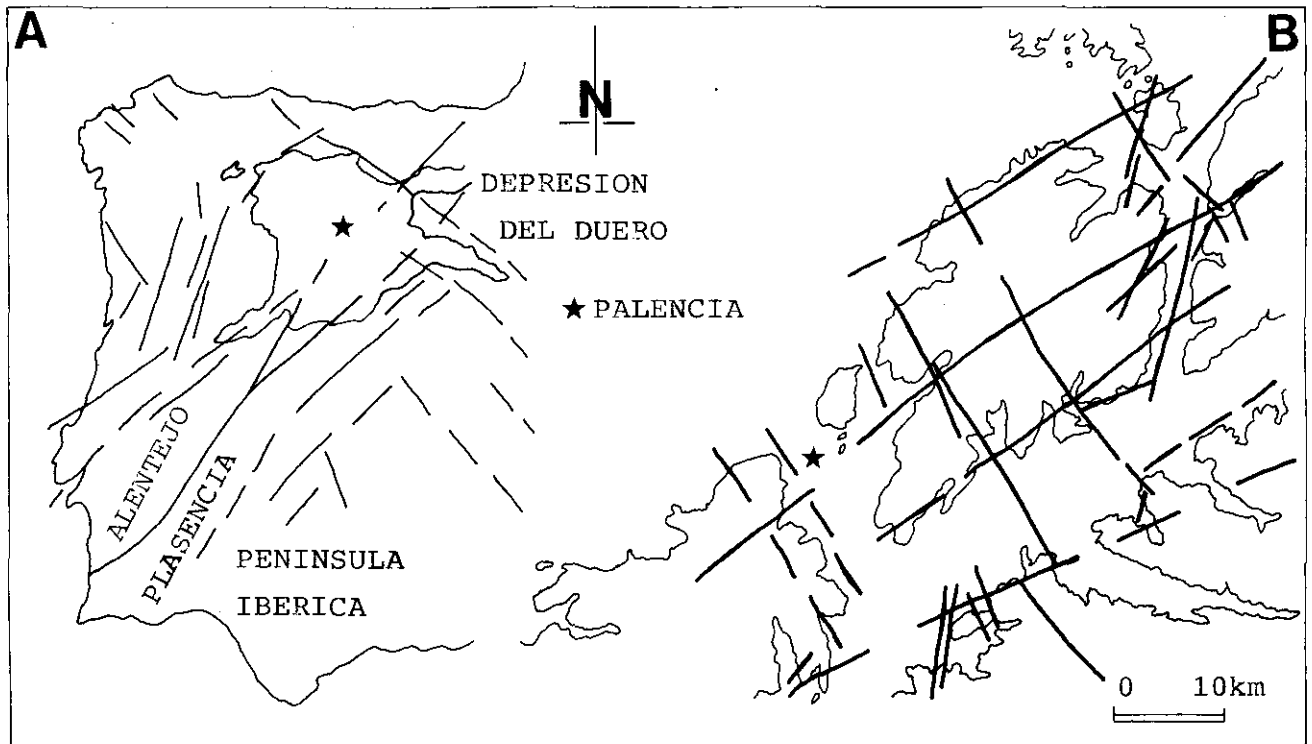 A
B
N
DEPRESION
DEL DUERO
★ PALENCIA
ALENTEJO
PLASENCIA
PENINSULA
IBERICA
0 10km